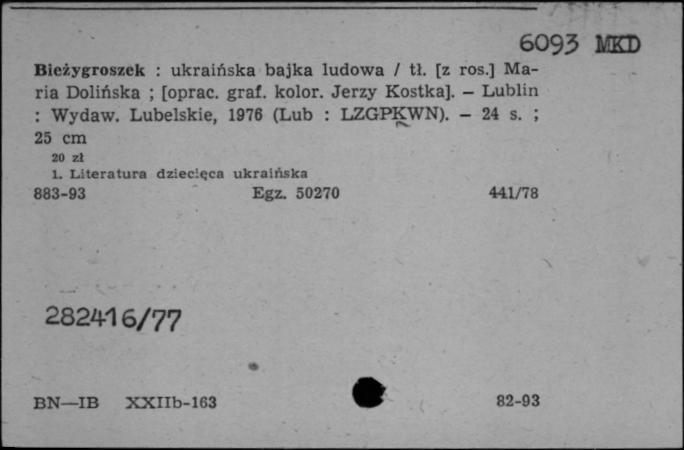 6093 MKD
Bieżygroszek : ukraińska bajka ludowa / tł. [z ros.] Ma-
ria Dolińska ; [oprac. graf. kolor. Jerzy Kostka]. — Lublin
: Wydaw. Lubelskie, 1976 (Lub : LZGPKWN). — 24 s. ;
25 cm
20 zł
1. Literatura dziecięca ukraińska
883-93 Egz. 50270 441/78
282416/77
BN—IB XXIIb-163 82-93